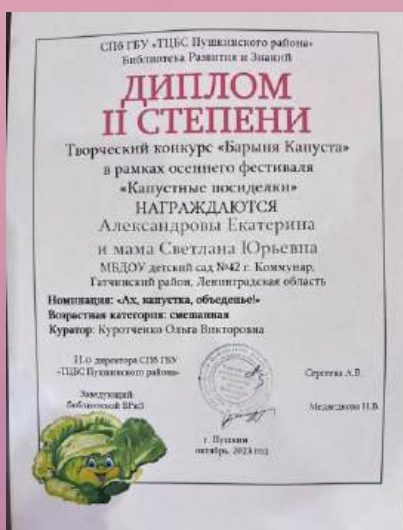 СПб ГБУ «ТЦБС Пушкинского района»
Библиотека Развития и Знаний
ДИПЛОМ
II СТЕПЕНИ
Творческий конкурс «Барыня Капуста»
в рамках осеннего фестиваля
«Капустные посиделки»
НАГРАЖДАЮТСЯ
Александровы Екатерина
и мама Светлана Юрьевна
МБДОУ детский сад №42 г. Коммунар,
Гатчинский район, Ленинградская область
Номинация: «Ах, капустка, объеденье!»
Возрастная категория: смешанная
Куратор: Куротченко Ольга Викторовна
И.о директора СПб ГБУ
«ТЦБС Пушкинского района»
Сергеева А.В.
Заведующий
библиотекой БРиЗ
Медведкова Н.В.
г. Пушкин
октябрь, 2023 год